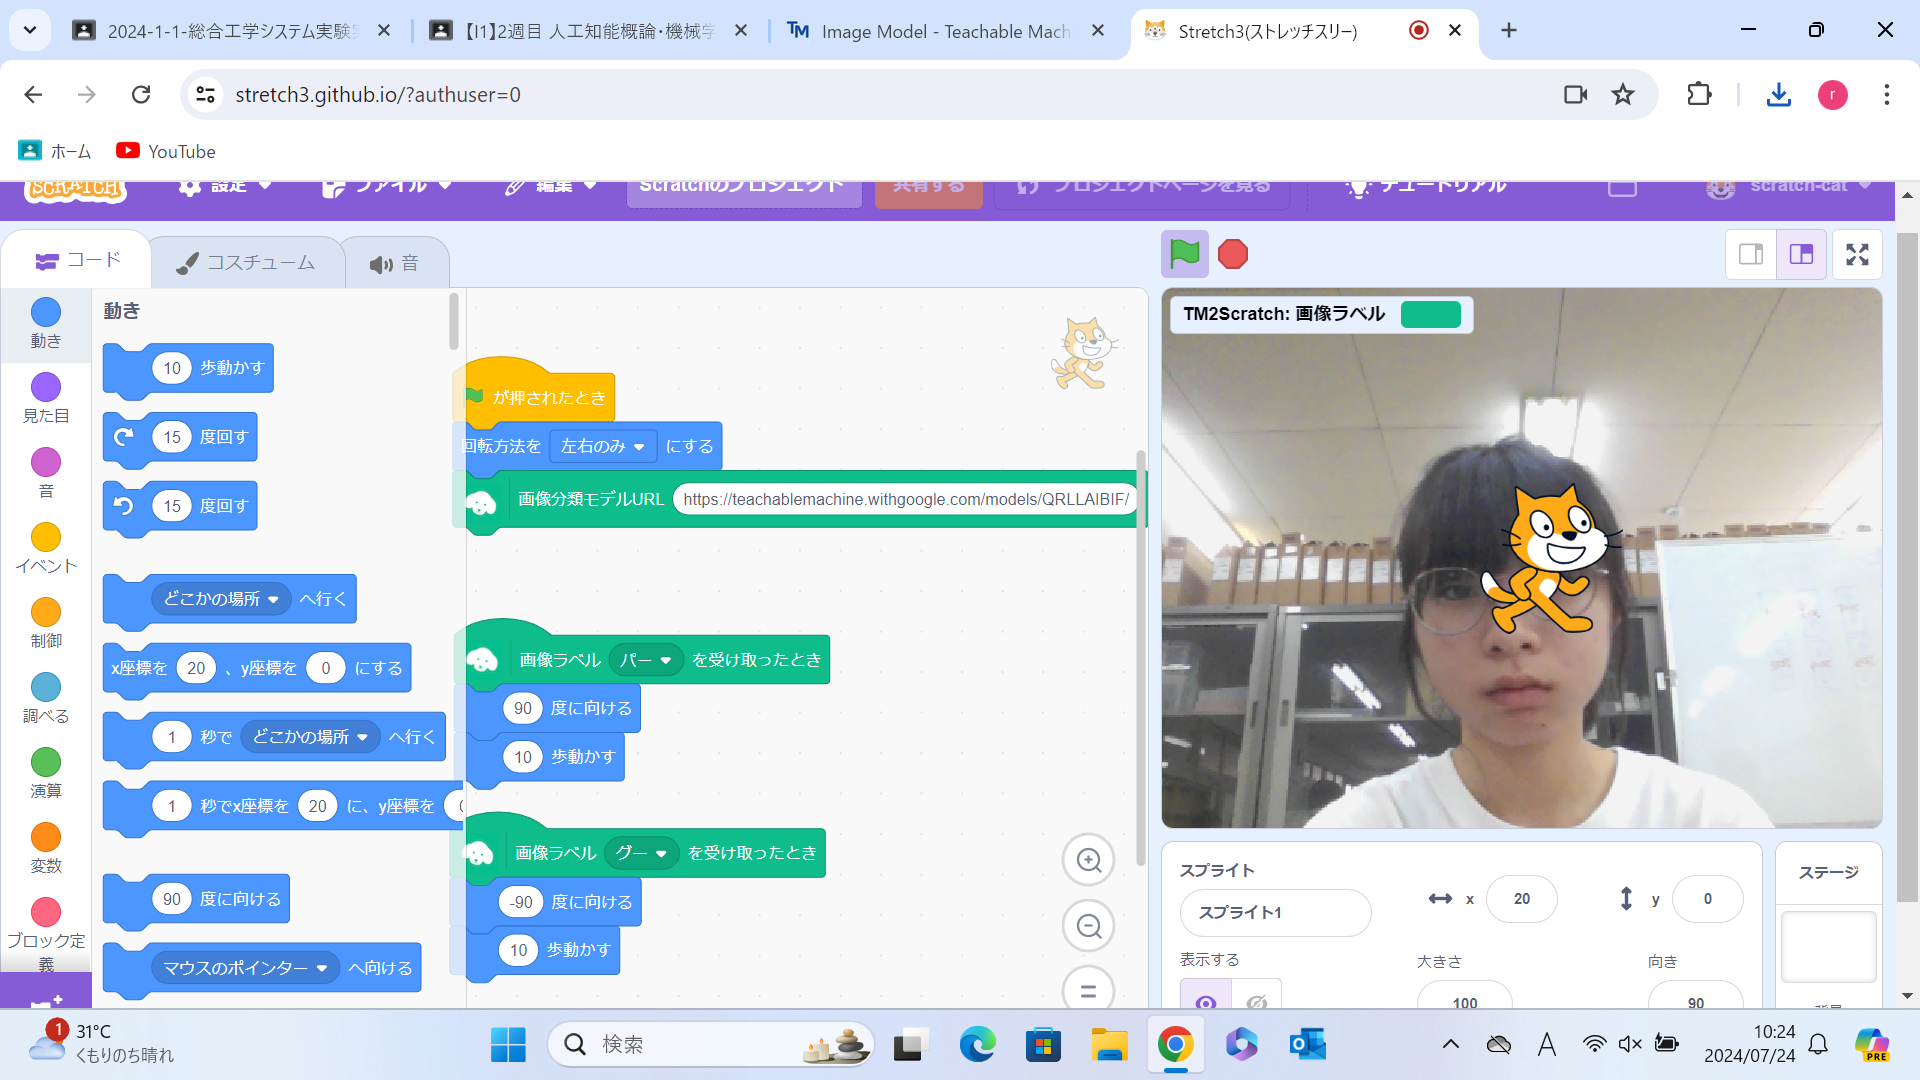 2024-1-1-総合工学システム実験実
【I1】2週目 人工知能概論・機械学
TM Image Model - Teachable Mach
Stretch3(ストレッチスリー)
stretch3.github.io/?authuser=0
r
ホーム
YouTube
SCRATCH
設定
ファイル
編集
Scratchのプロジェクト
共有する
プロジェクトページを見る
チュートリアル
scratch-cat
コード
コスチューム
音
動き
見た目
音
イベント
制御
調べる
演算
変数
ブロック定
義
動き
10 歩動かす
15 度回す
15 度回す
どこかの場所 へ行く
x座標を 20 、y座標を 0 にする
1 秒で どこかの場所 へ行く
1 秒でx座標を 20 に、y座標を
90 度に向ける
マウスのポインター へ向ける
が押されたとき
回転方法を 左右のみ にする
画像分類モデルURL https://teachablemachine.withgoogle.com/models/QRLLAIBIF/
画像ラベル パー を受け取ったとき
90 度に向ける
10 歩動かす
画像ラベル グー を受け取ったとき
-90 度に向ける
10 歩動かす
TM2Scratch: 画像ラベル
スプライト
スプライト1
x 20
y 0
表示する
大きさ
100
向き
90
ステージ
1
31°C
くもりのち晴れ
検索
A
10:24
2024/07/24
PRE